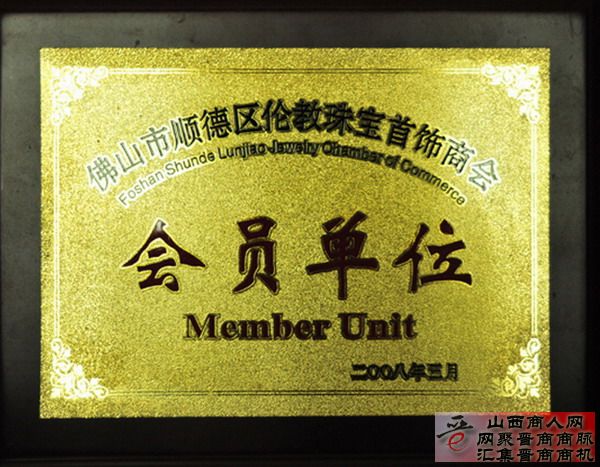 佛山市顺德区伦教珠宝首饰商会
Foshan Shunde Lunjiao Jewelry Chamber of Commerce
会员单位
Member Unit
二〇〇八年三月
晋
山西商人网
网聚晋商商脉
汇集晋商商机